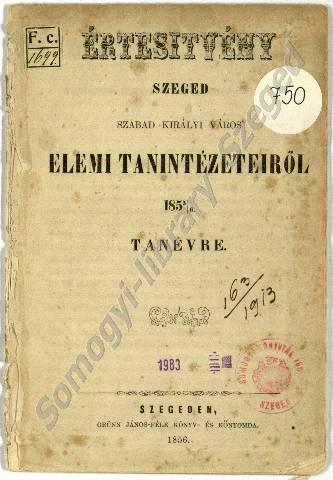 F. c.
1699
ÉRTESITVÉNY
750
SZEGED
SZABAD KIRÁLYI VÁROS
ELEMI TANINTÉZETEIRŐL
185⁵/₆
TANÉVRE.
163/1913
1983
SZEGEDEN,
GRÜNN JÁNOS-FÉLE KÖNYV- ÉS KŐNYOMDA.
1856.
Somogyi-library Szeged